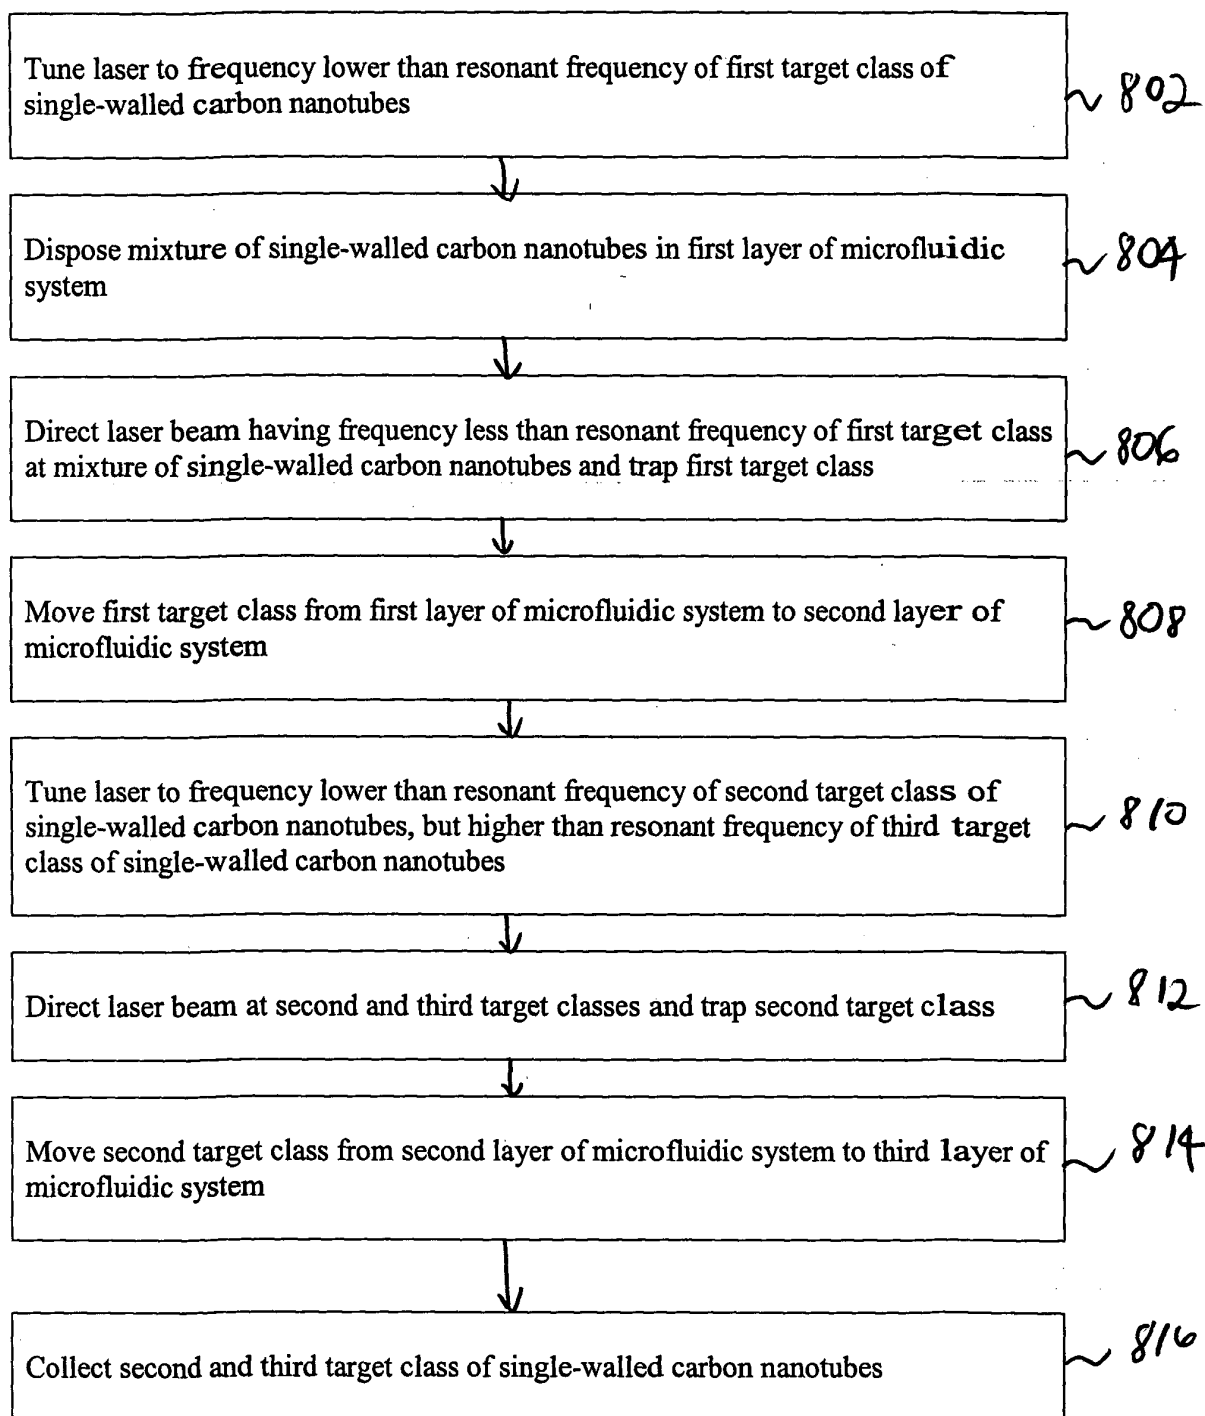 Tune laser to frequency lower than resonant frequency of first target class of
single-walled carbon nanotubes
802
Dispose mixture of single-walled carbon nanotubes in first layer of microfluidic
system
804
Direct laser beam having frequency less than resonant frequency of first target class
at mixture of single-walled carbon nanotubes and trap first target class
806
Move first target class from first layer of microfluidic system to second layer of
microfluidic system
808
Tune laser to frequency lower than resonant frequency of second target class of
single-walled carbon nanotubes, but higher than resonant frequency of third target
class of single-walled carbon nanotubes
810
Direct laser beam at second and third target classes and trap second target class
812
Move second target class from second layer of microfluidic system to third layer of
microfluidic system
814
Collect second and third target class of single-walled carbon nanotubes
816